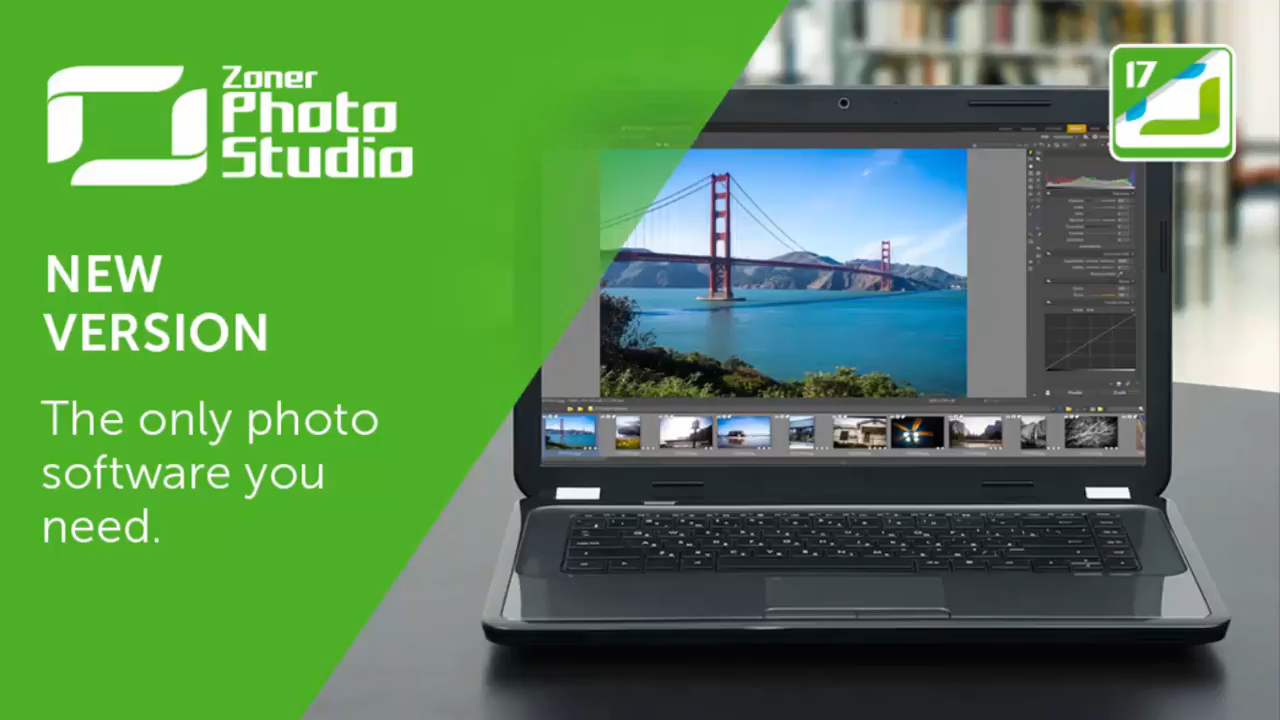 Zoner
Photo
Studio
17
NEW
VERSION
The only photo
software you
need.